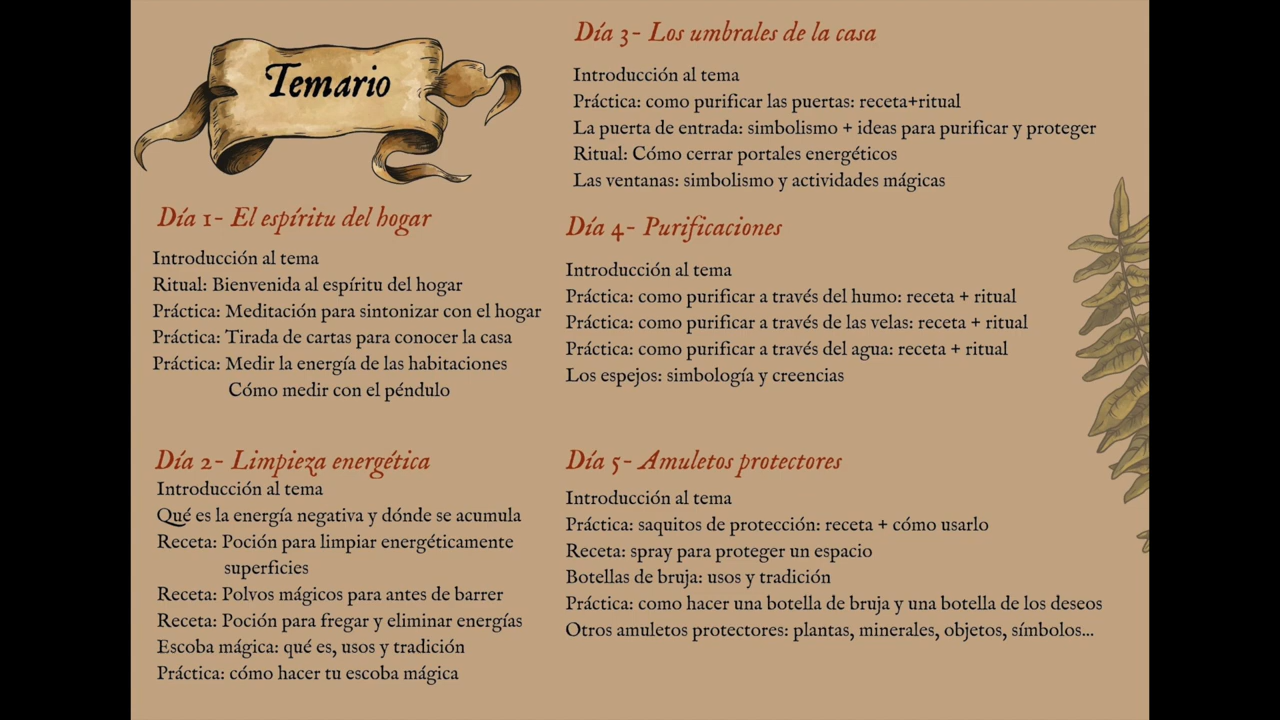 Temario
Día 1- El espíritu del hogar
Introducción al tema
Ritual: Bienvenida al espíritu del hogar
Práctica: Meditación para sintonizar con el hogar
Práctica: Tirada de cartas para conocer la casa
Práctica: Medir la energía de las habitaciones
Cómo medir con el péndulo
Día 2- Limpieza energética
Introducción al tema
Qué es la energía negativa y dónde se acumula
Receta: Poción para limpiar energéticamente
superficies
Receta: Polvos mágicos para antes de barrer
Receta: Poción para fregar y eliminar energías
Escoba mágica: qué es, usos y tradición
Práctica: cómo hacer tu escoba mágica
Día 3- Los umbrales de la casa
Introducción al tema
Práctica: como purificar las puertas: receta+ritual
La puerta de entrada: simbolismo + ideas para purificar y proteger
Ritual: Cómo cerrar portales energéticos
Las ventanas: simbolismo y actividades mágicas
Día 4- Purificaciones
Introducción al tema
Práctica: como purificar a través del humo: receta + ritual
Práctica: como purificar a través de las velas: receta + ritual
Práctica: como purificar a través del agua: receta + ritual
Los espejos: simbología y creencias
Día 5- Amuletos protectores
Introducción al tema
Práctica: saquitos de protección: receta + cómo usarlo
Receta: spray para proteger un espacio
Botellas de bruja: usos y tradición
Práctica: como hacer una botella de bruja y una botella de los deseos
Otros amuletos protectores: plantas, minerales, objetos, símbolos...